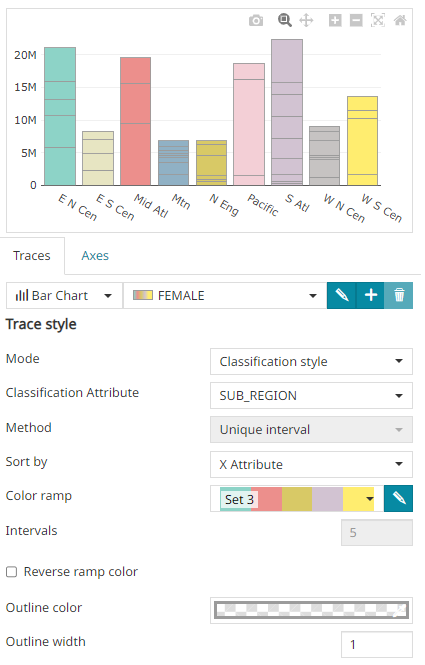 20M
15M
10M
5M
0
E N Cen
E S Cen
Mid Atl
Mtn
N Eng
Pacific
S Atl
W N Cen
W S Cen
Traces Axes
Bar Chart FEMALE
Trace style
Mode Classification style
Classification Attribute SUB_REGION
Method Unique interval
Sort by X Attribute
Color ramp Set 3
Intervals 5
Reverse ramp color
Outline color
Outline width 1